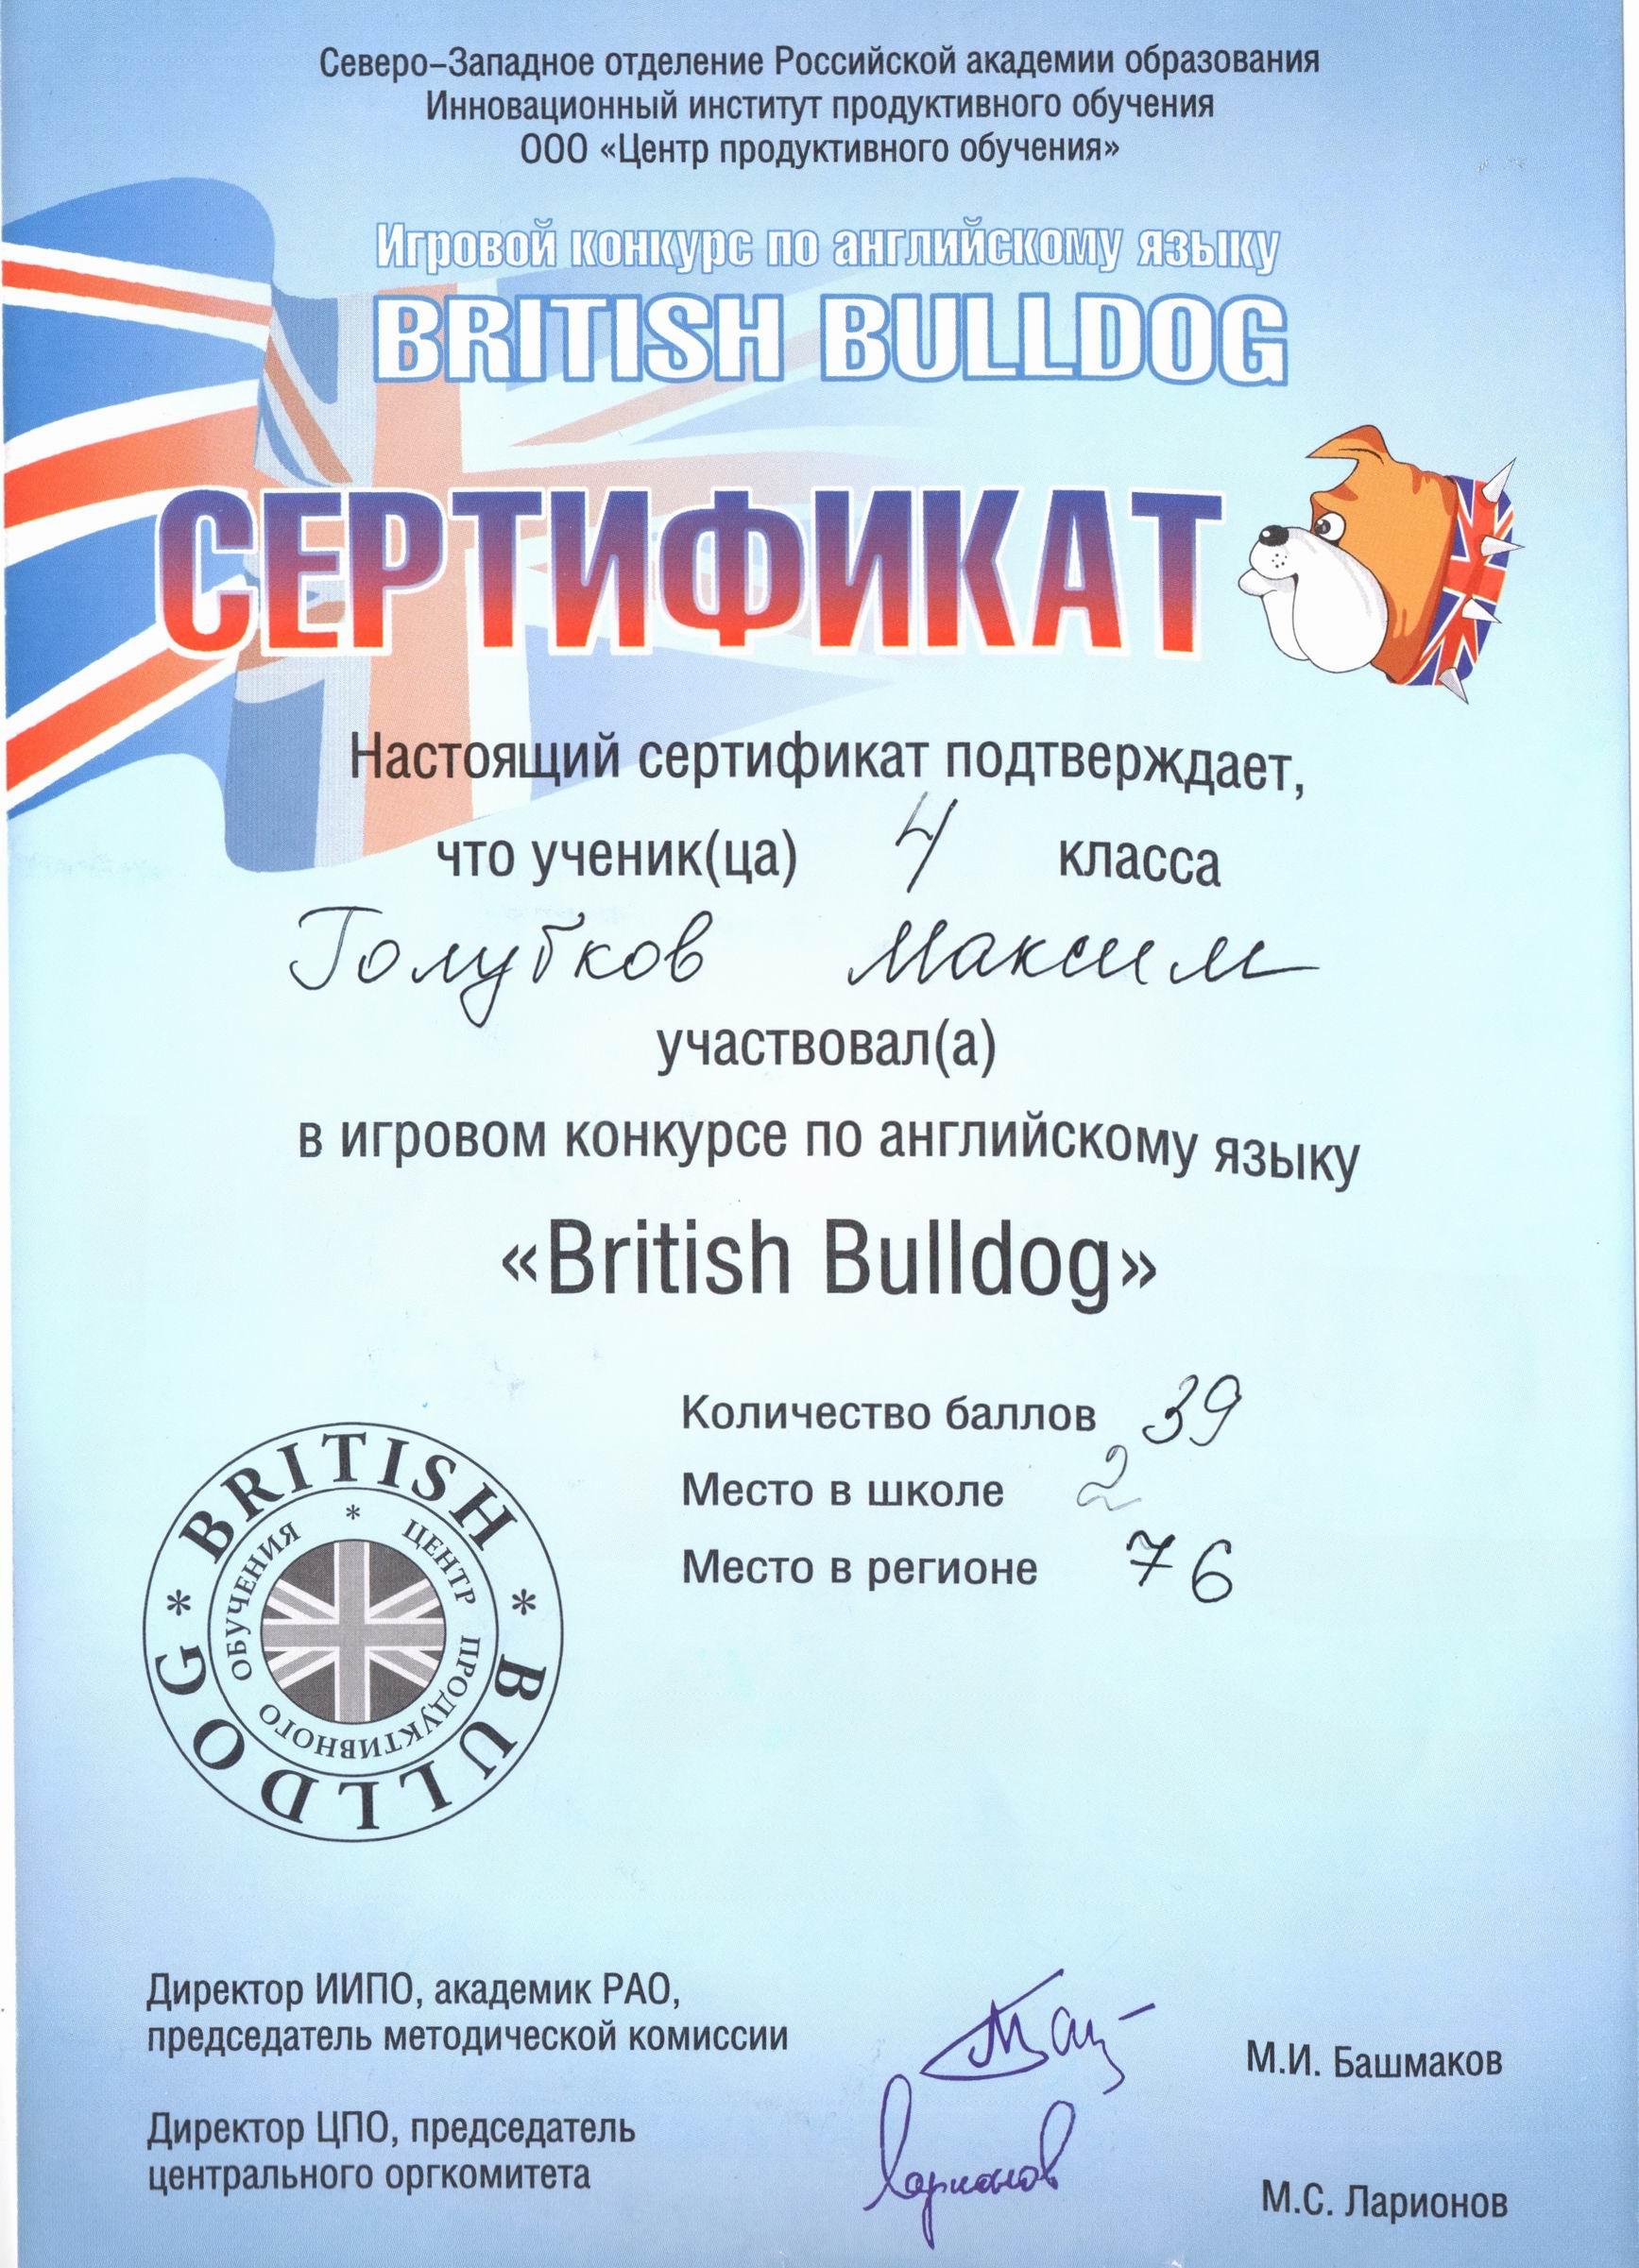 Северо-Западное отделение Российской академии образования
Инновационный институт продуктивного обучения
ООО «Центр продуктивного обучения»
Игровой конкурс по английскому языку
BRITISH BULLDOG
СЕРТИФИКАТ
Настоящий сертификат подтверждает,
что ученик(ца) 4 класса
Голубков Максим
участвовал(а)
в игровом конкурсе по английскому языку
«British Bulldog»
Количество баллов 39
Место в школе 2
Место в регионе 76
BRITISH * BULLDOG *
* ЦЕНТР ПРОДУКТИВНОГО ОБУЧЕНИЯ
Директор ИИПО, академик РАО,
председатель методической комиссии
М.И. Башмаков
Директор ЦПО, председатель
центрального оргкомитета
Ларионов
М.С. Ларионов